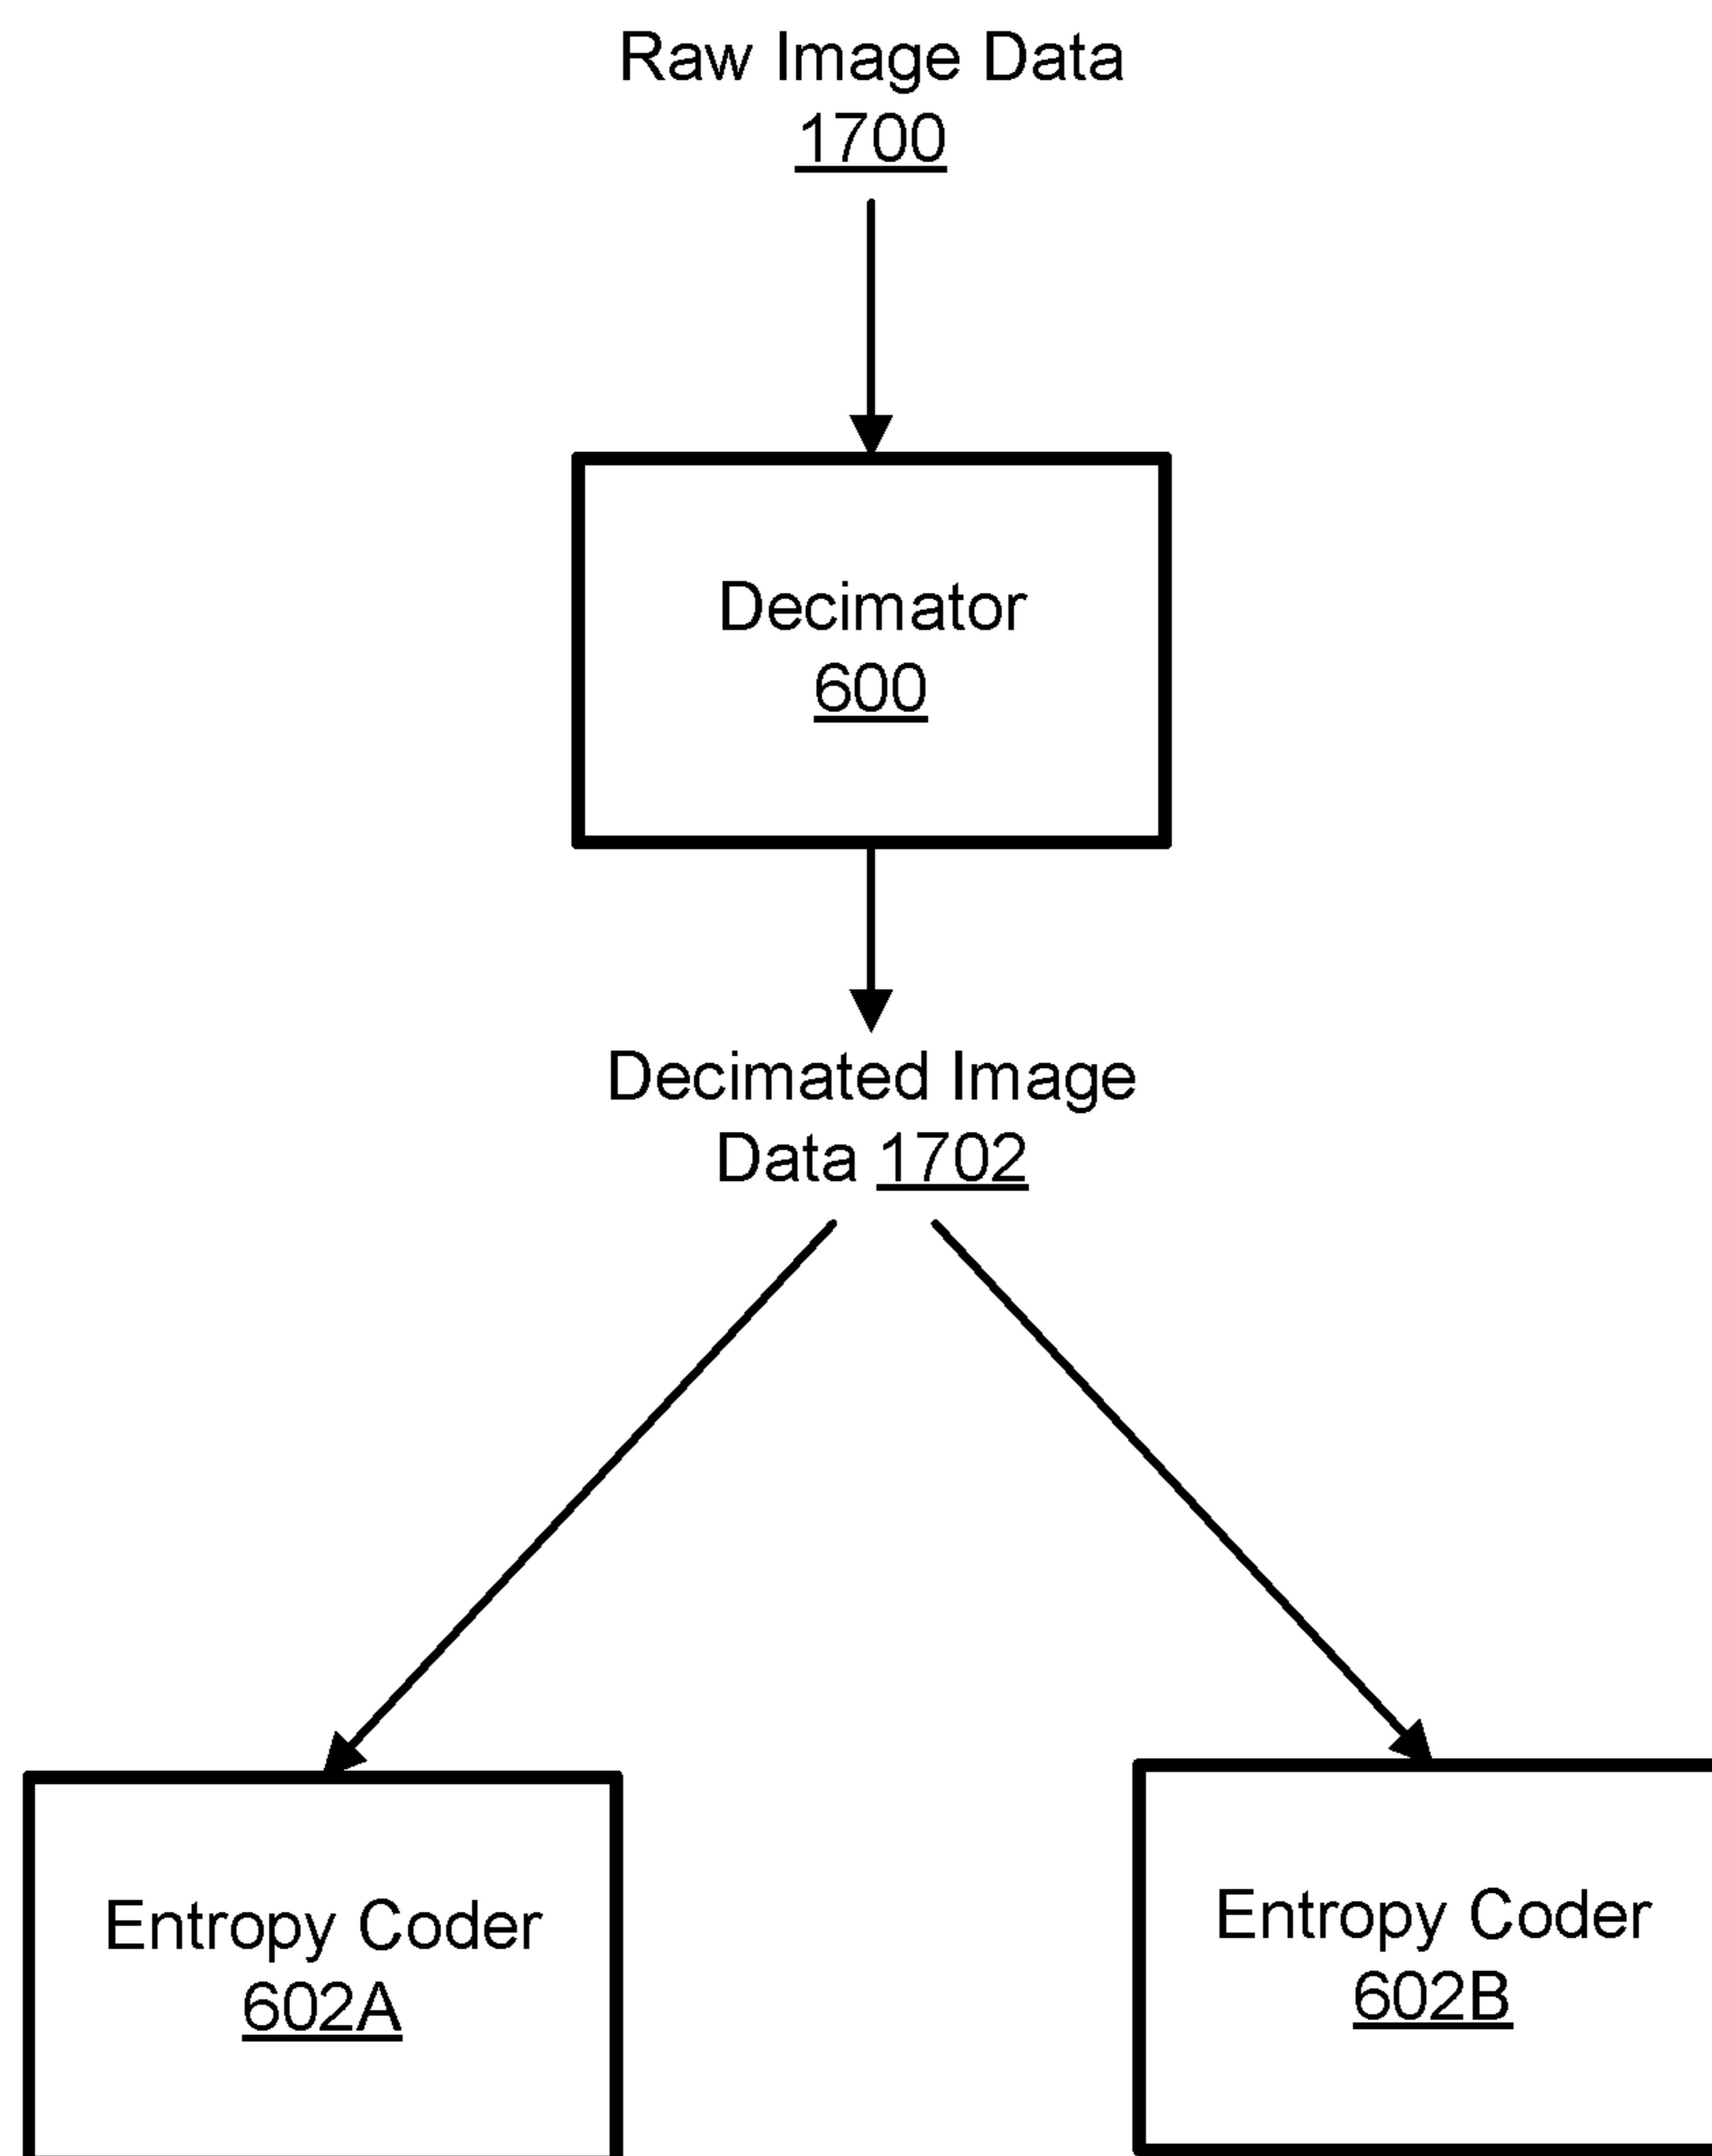 Raw Image Data
1700
Decimator
600
Decimated Image
Data 1702
Entropy Coder
602A
Entropy Coder
602B